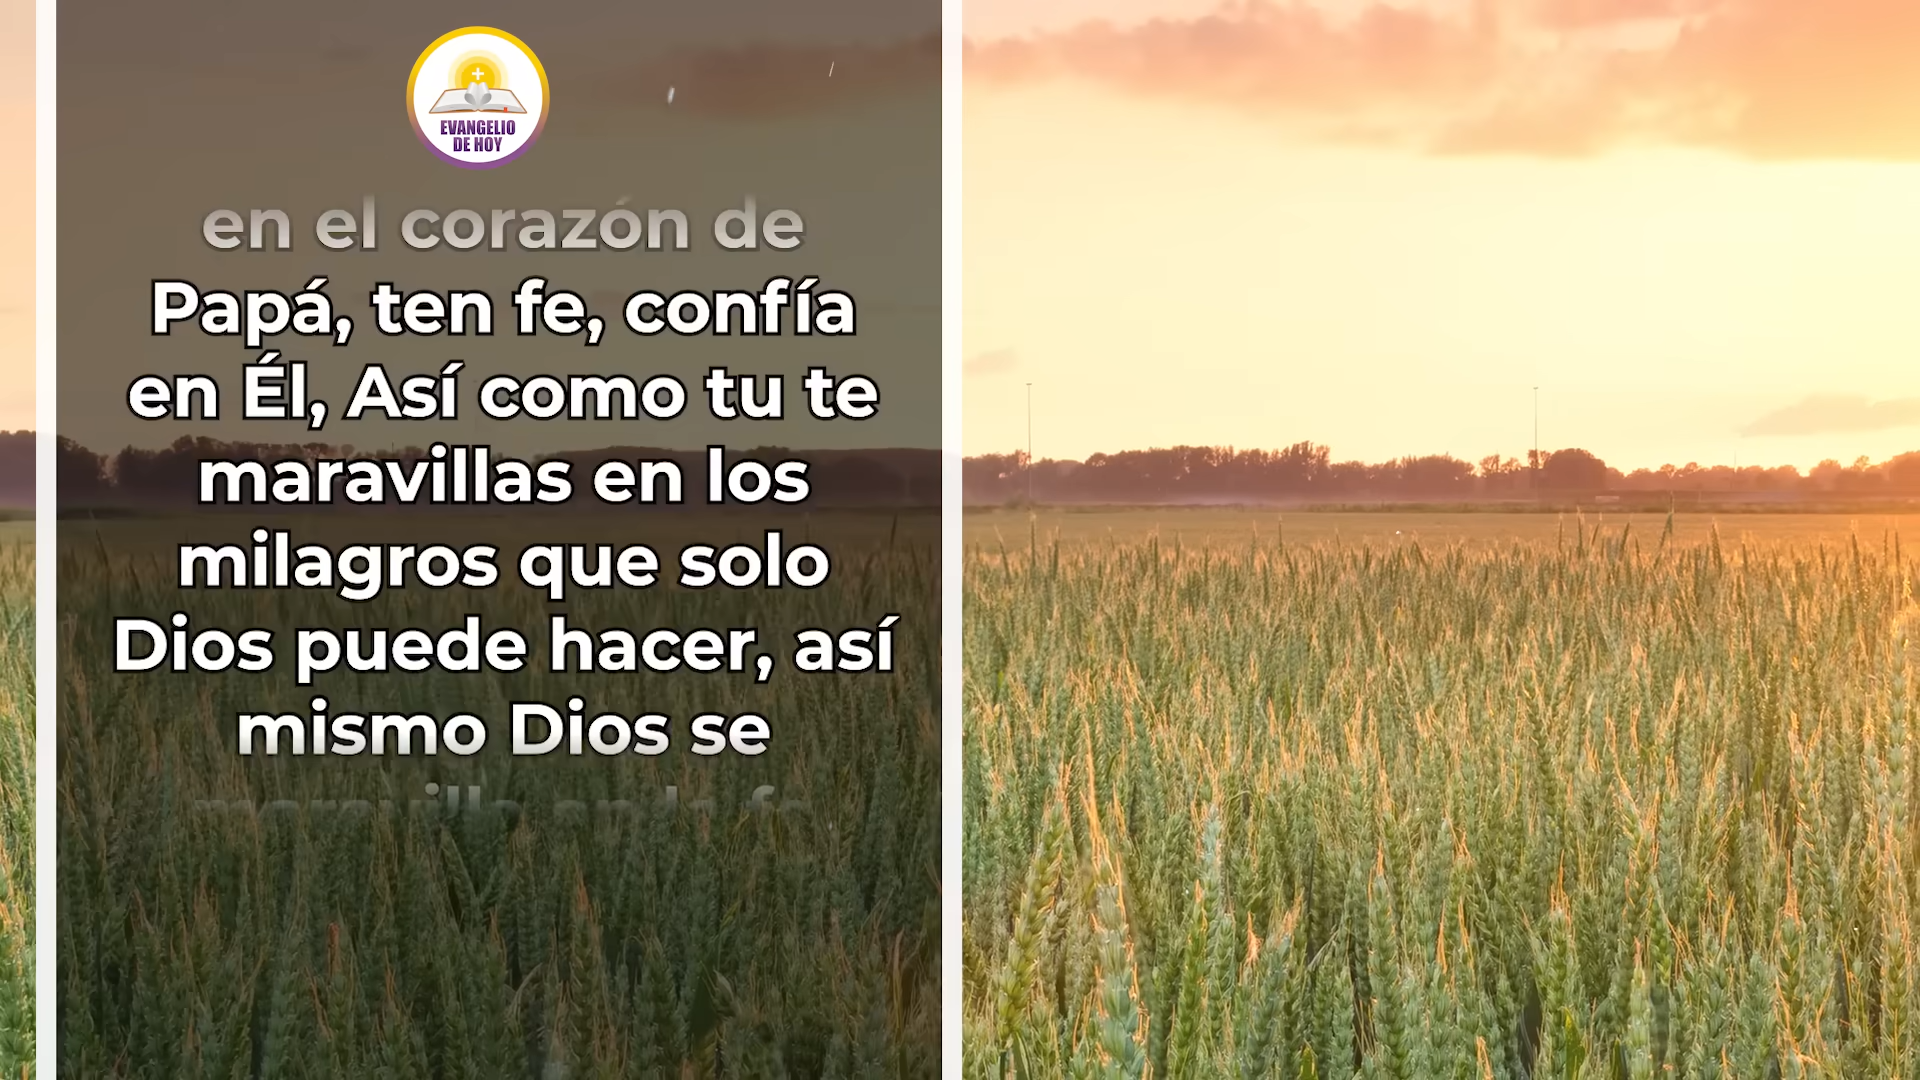 EVANGELIO
DE HOY
en el corazón de
Papá, ten fe, confía
en Él, Así como tu te
maravillas en los
milagros que solo
Dios puede hacer, así
mismo Dios se